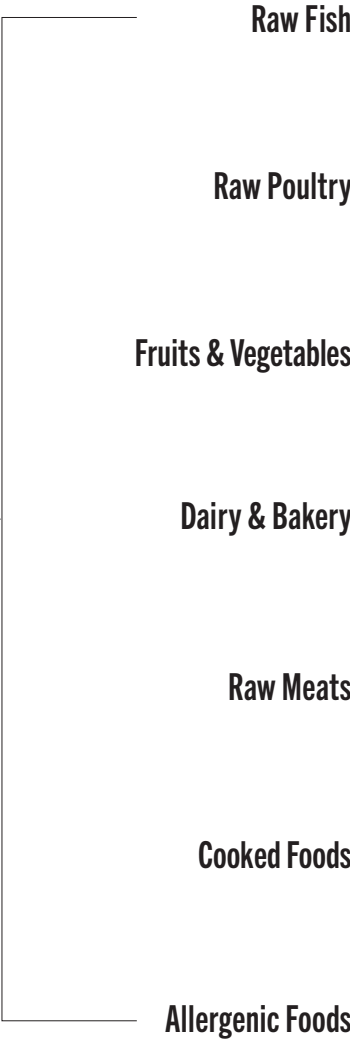 Raw Fish
Raw Poultry
Fruits & Vegetables
Dairy & Bakery
Raw Meats
Cooked Foods
Allergenic Foods